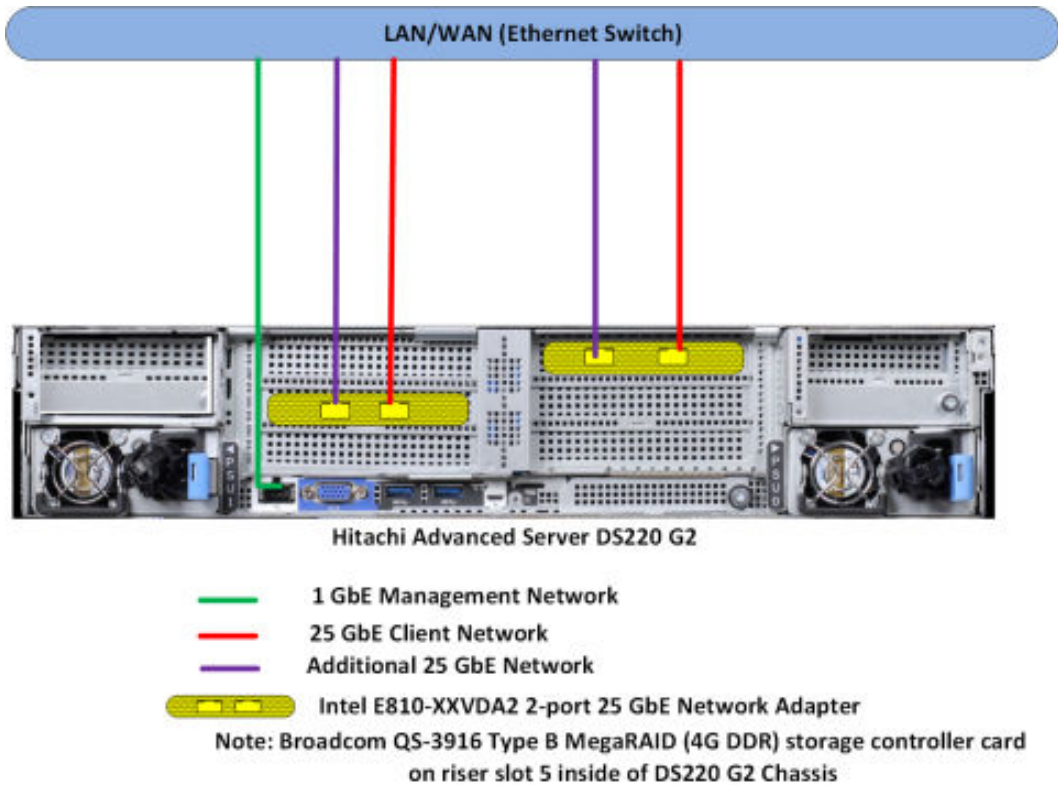 LAN/WAN (Ethernet Switch)
PSU1
PSU0
Hitachi Advanced Server DS220 G2
1 GbE Management Network
25 GbE Client Network
Additional 25 GbE Network
Intel E810-XXVDA2 2-port 25 GbE Network Adapter
Note: Broadcom QS-3916 Type B MegaRAID (4G DDR) storage controller card
on riser slot 5 inside of DS220 G2 Chassis